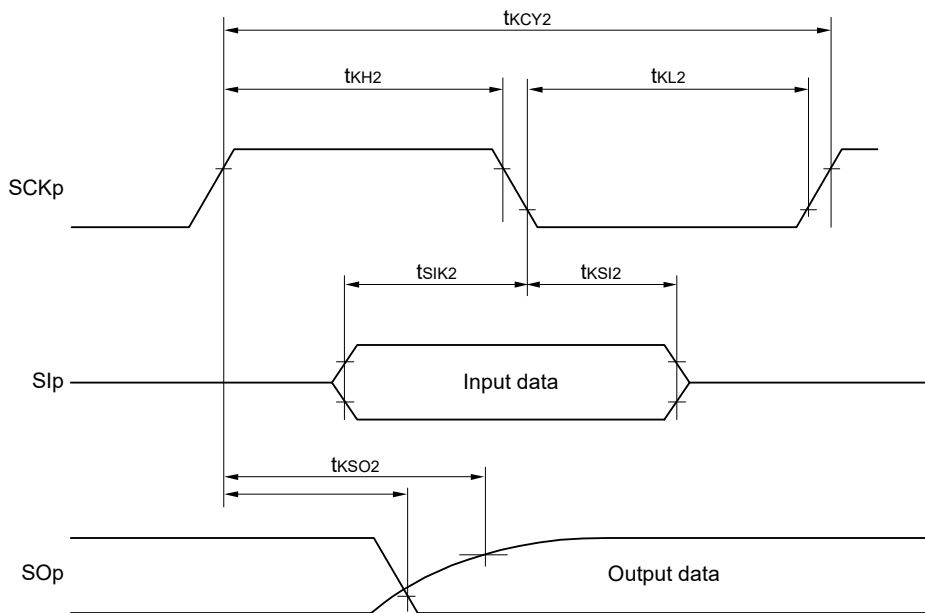 tKCY2
tKH2
tKL2
SCKp
tSIK2
tKSI2
SIp
Input data
tKSO2
SOp
Output data